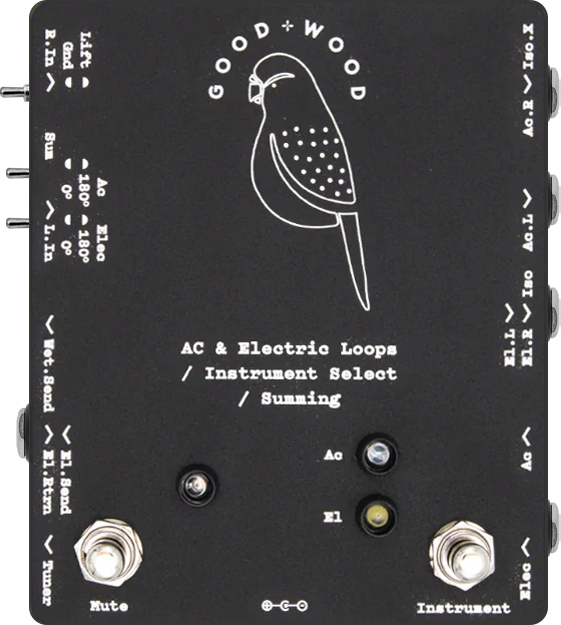 GOOD + WOOD
Lift
Gnd
R.In
Sum
Ac Elec
180° 180°
0° 0°
L.In
Wet.Send
El.Send
El.Rtrn
Tuner
Iso.X
Ac.R
Ac.L
Iso
El.L
El.R
Ac
Elec
AC & Electric Loops
/ Instrument Select
/ Summing
Ac
El
Mute
Instrument